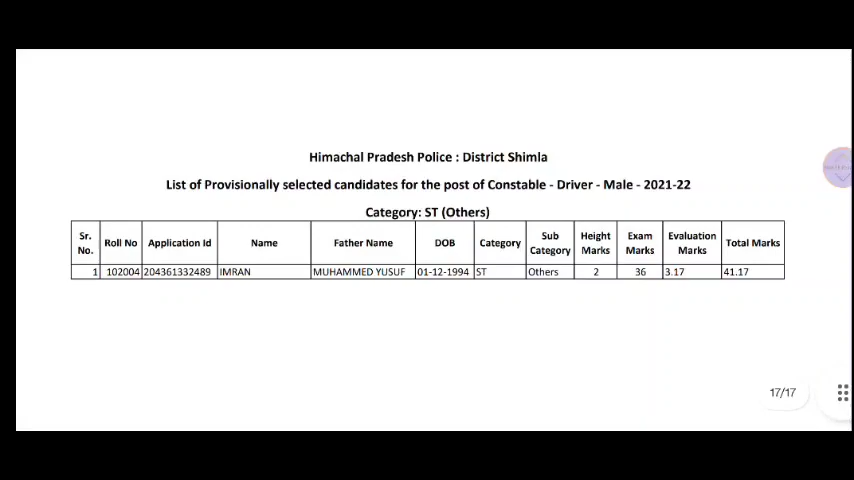 Himachal Pradesh Police : District Shimla
List of Provisionally selected candidates for the post of Constable - Driver - Male - 2021-22
Category: ST (Others)
Sr. No. Roll No Application Id Name Father Name DOB Category Sub Category Height Marks Exam Marks Evaluation Marks Total Marks
1 102004 204361332489 IMRAN MUHAMMED YUSUF 01-12-1994 ST Others 2 36 3.17 41.17
17/17